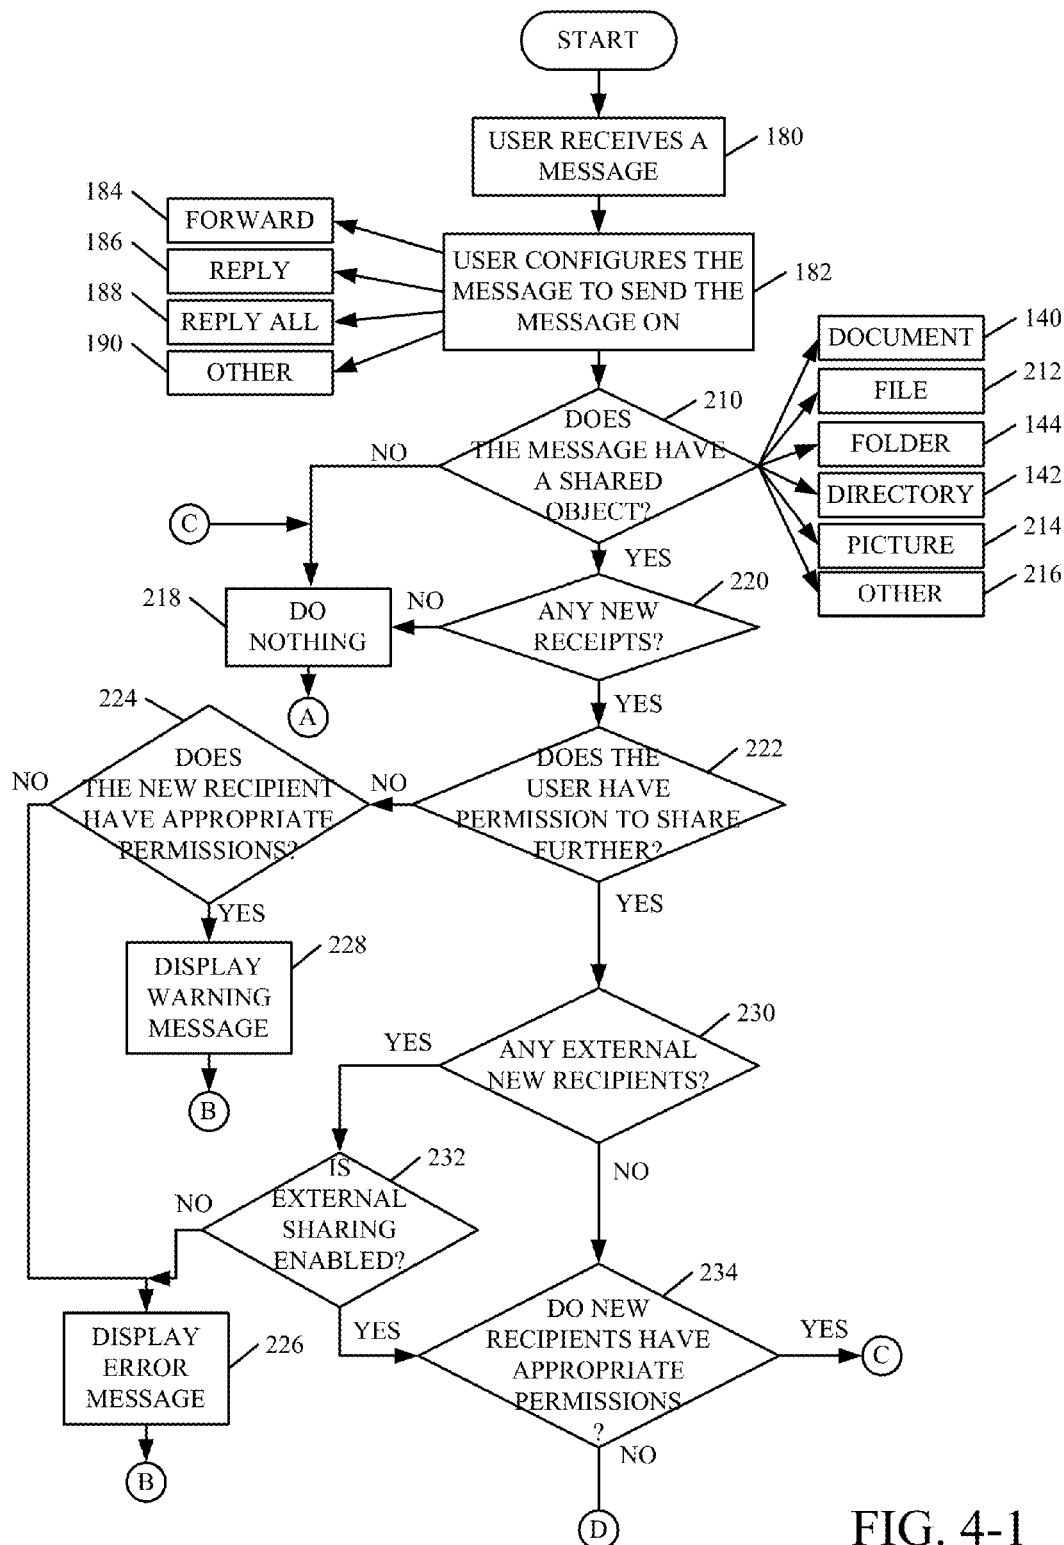 START
USER RECEIVES A
MESSAGE
180
184
FORWARD
186
REPLY
188
REPLY ALL
190
OTHER
USER CONFIGURES THE
MESSAGE TO SEND THE
MESSAGE ON
182
DOCUMENT
140
FILE
212
FOLDER
144
DIRECTORY
142
PICTURE
214
OTHER
216
DOES
THE MESSAGE HAVE
A SHARED
OBJECT?
210
NO
C
YES
218
DO
NOTHING
NO
ANY NEW
RECEIPTS?
220
A
YES
224
DOES
THE NEW RECIPIENT
HAVE APPROPRIATE
PERMISSIONS?
NO
NO
DOES THE
USER HAVE
PERMISSION TO SHARE
FURTHER?
222
YES
YES
DISPLAY
WARNING
MESSAGE
228
B
YES
ANY EXTERNAL
NEW RECIPIENTS?
230
NO
IS
EXTERNAL
SHARING
ENABLED?
232
NO
YES
DISPLAY
ERROR
MESSAGE
226
B
DO NEW
RECIPIENTS HAVE
APPROPRIATE
PERMISSIONS
?
234
YES
C
NO
D
FIG. 4-1